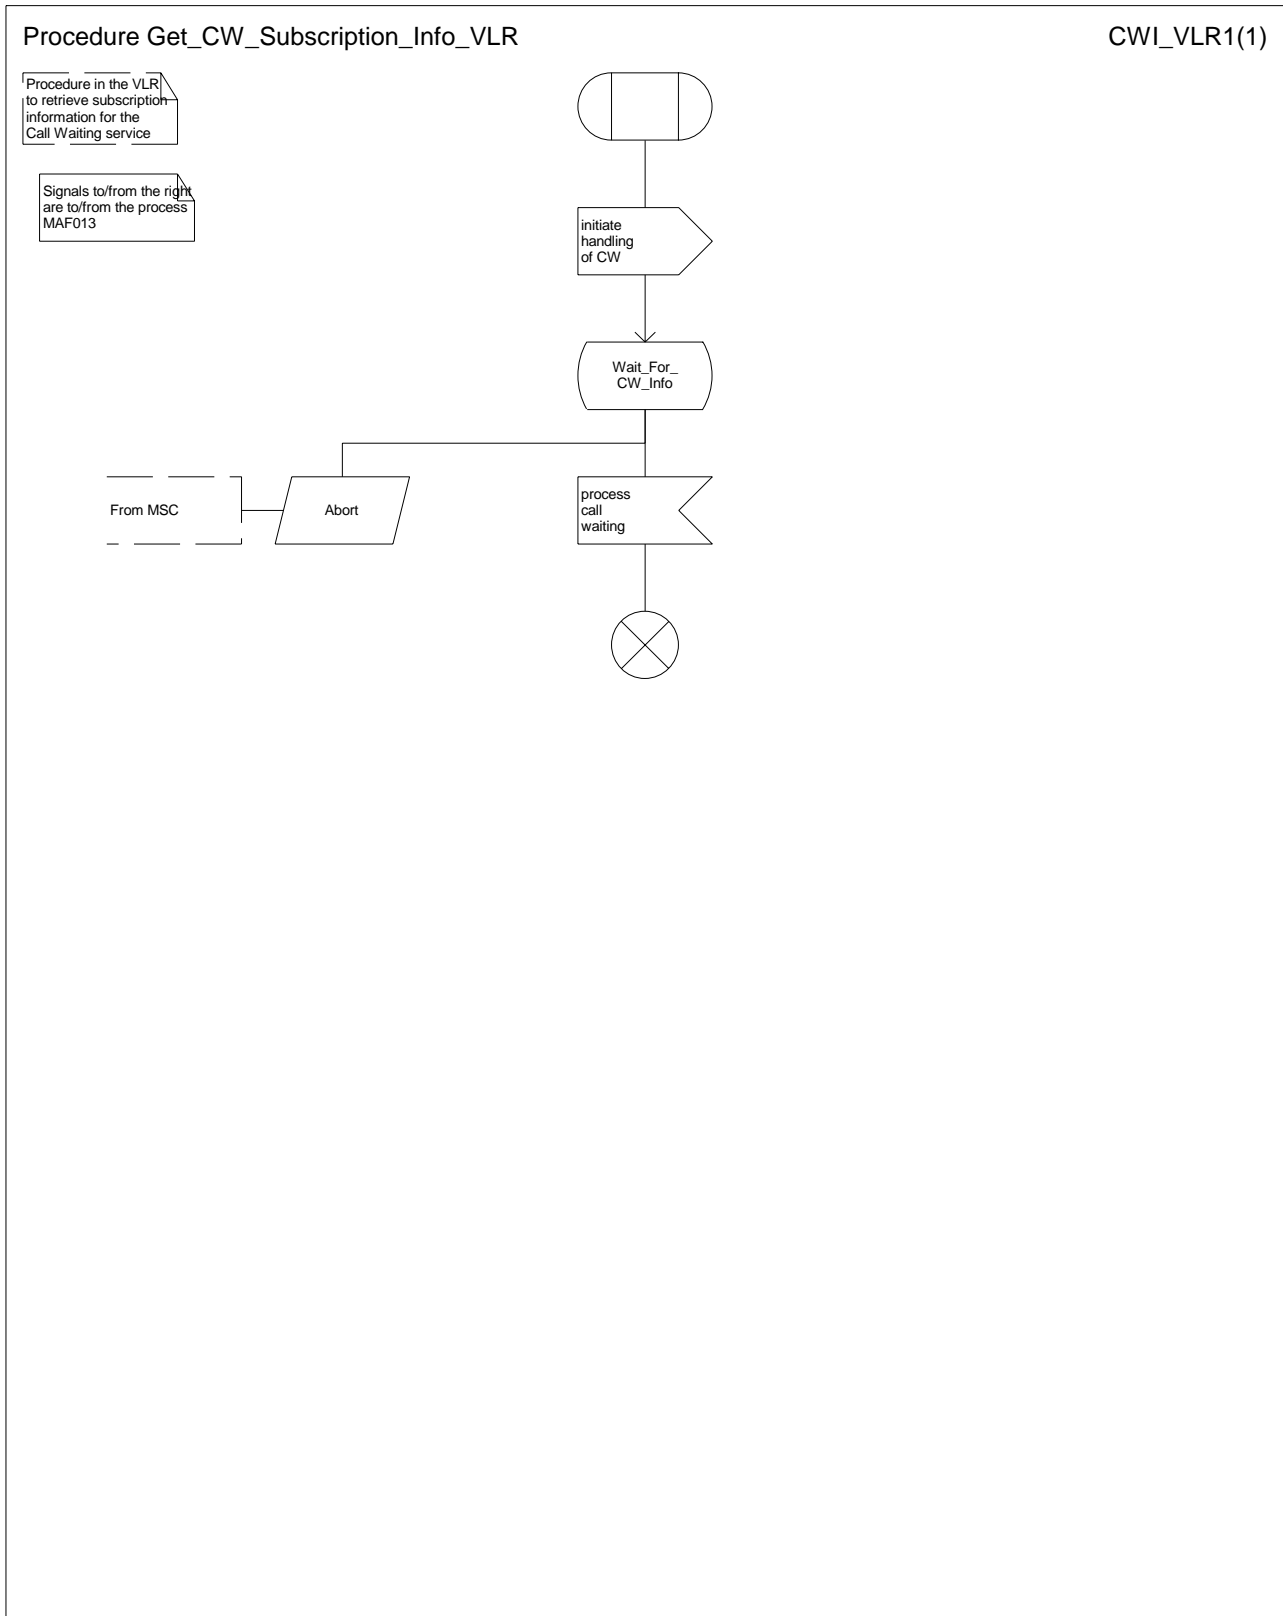 Procedure Get_CW_Subscription_Info_VLR
CWI_VLR1(1)
Procedure in the VLR
to retrieve subscription
information for the
Call Waiting service
Signals to/from the right
are to/from the process
MAF013
initiate
handling
of CW
Wait_For_
CW_Info
From MSC
Abort
process
call
waiting